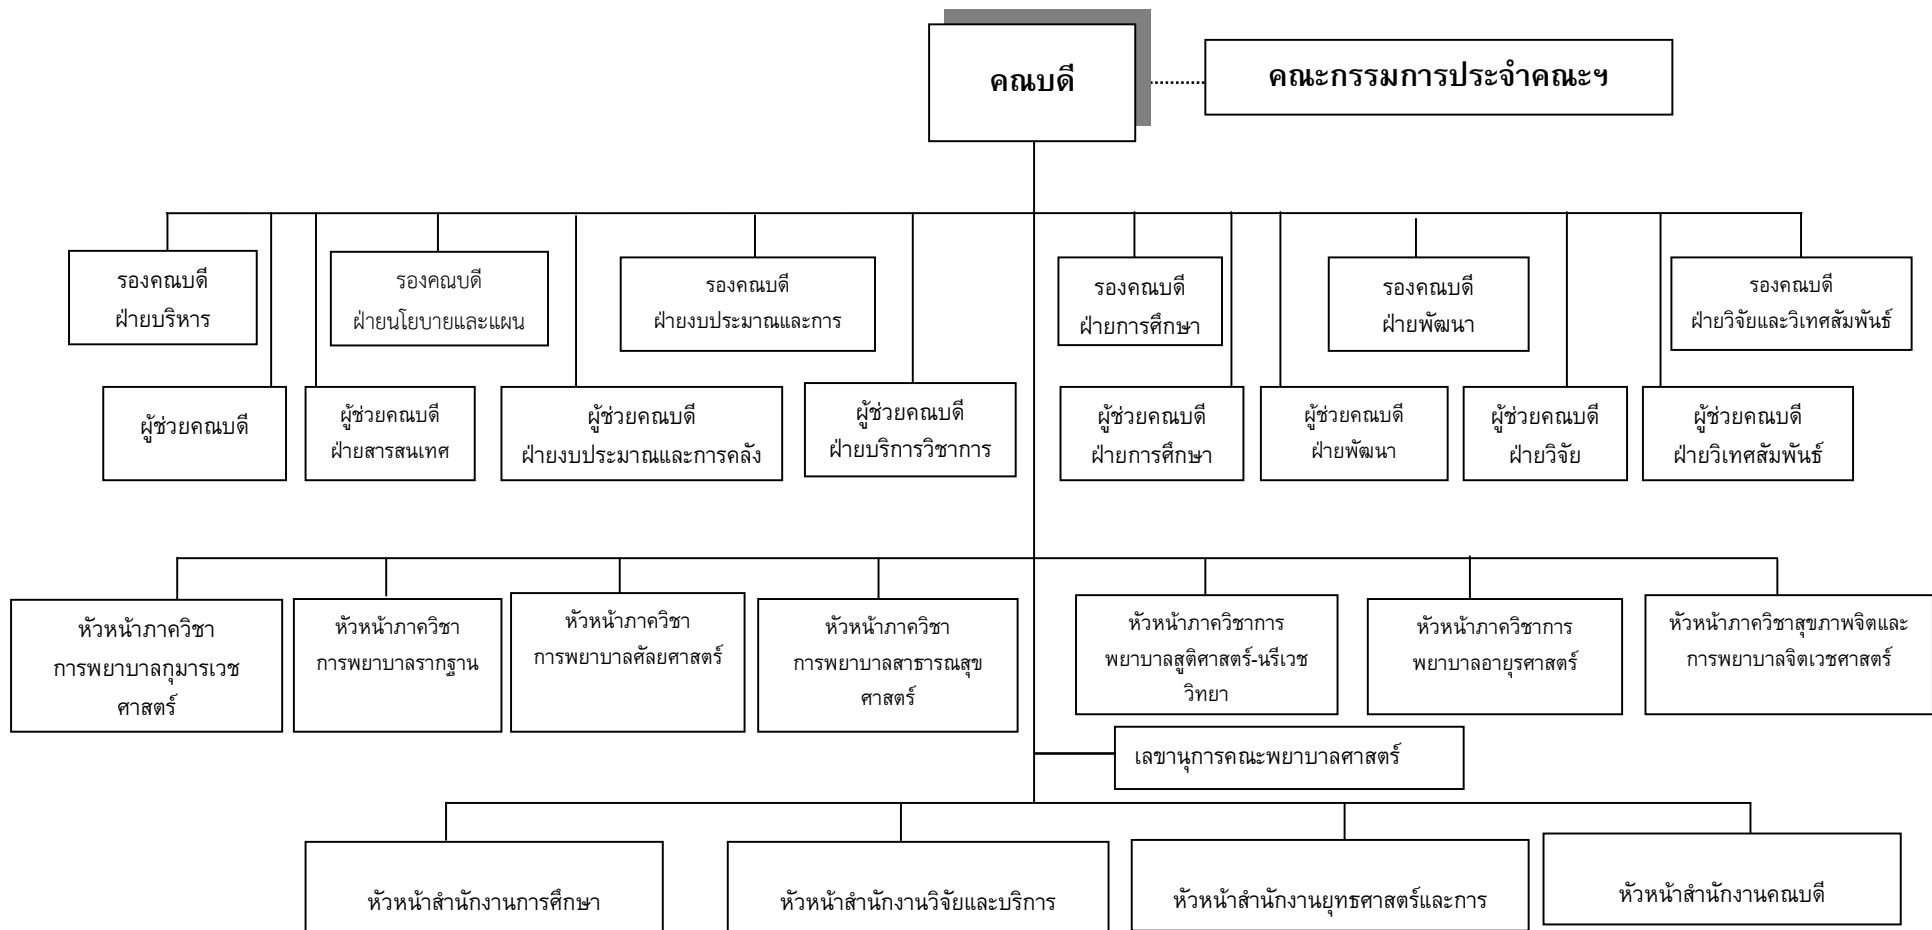 คณบดี
คณะกรรมการประจำคณะฯ
รองคณบดี
ฝ่ายบริหาร
รองคณบดี
ฝ่ายนโยบายและแผน
รองคณบดี
ฝ่ายงบประมาณและการ
รองคณบดี
ฝ่ายการศึกษา
รองคณบดี
ฝ่ายพัฒนา
รองคณบดี
ฝ่ายวิจัยและวิเทศสัมพันธ์
ผู้ช่วยคณบดี
ผู้ช่วยคณบดี
ฝ่ายสารสนเทศ
ผู้ช่วยคณบดี
ฝ่ายงบประมาณและการคลัง
ผู้ช่วยคณบดี
ฝ่ายบริการวิชาการ
ผู้ช่วยคณบดี
ฝ่ายการศึกษา
ผู้ช่วยคณบดี
ฝ่ายพัฒนา
ผู้ช่วยคณบดี
ฝ่ายวิจัย
ผู้ช่วยคณบดี
ฝ่ายวิเทศสัมพันธ์
หัวหน้าภาควิชา
การพยาบาลกุมารเวช
ศาสตร์
หัวหน้าภาควิชา
การพยาบาลรากฐาน
หัวหน้าภาควิชา
การพยาบาลศัลยศาสตร์
หัวหน้าภาควิชา
การพยาบาลสาธารณสุข
ศาสตร์
หัวหน้าภาควิชาการ
พยาบาลสูติศาสตร์-นรีเวช
วิทยา
หัวหน้าภาควิชาการ
พยาบาลอายุรศาสตร์
หัวหน้าภาควิชาสุขภาพจิตและ
การพยาบาลจิตเวชศาสตร์
เลขานุการคณะพยาบาลศาสตร์
หัวหน้าสำนักงานการศึกษา
หัวหน้าสำนักงานวิจัยและบริการ
หัวหน้าสำนักงานยุทธศาสตร์และการ
หัวหน้าสำนักงานคณบดี